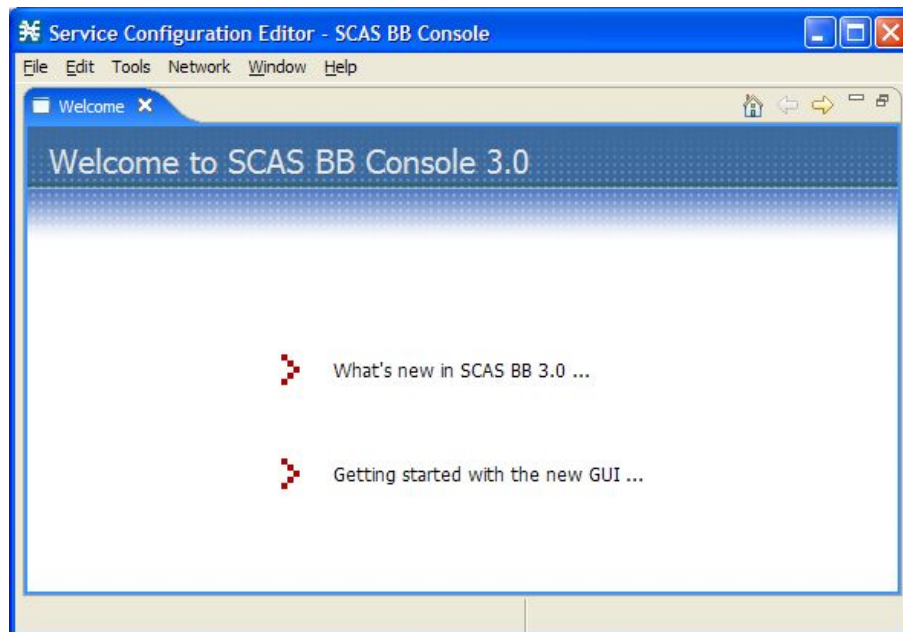 Service Configuration Editor - SCAS BB Console
File Edit Tools Network Window Help
Welcome
Welcome to SCAS BB Console 3.0
What's new in SCAS BB 3.0 ...
Getting started with the new GUI ...